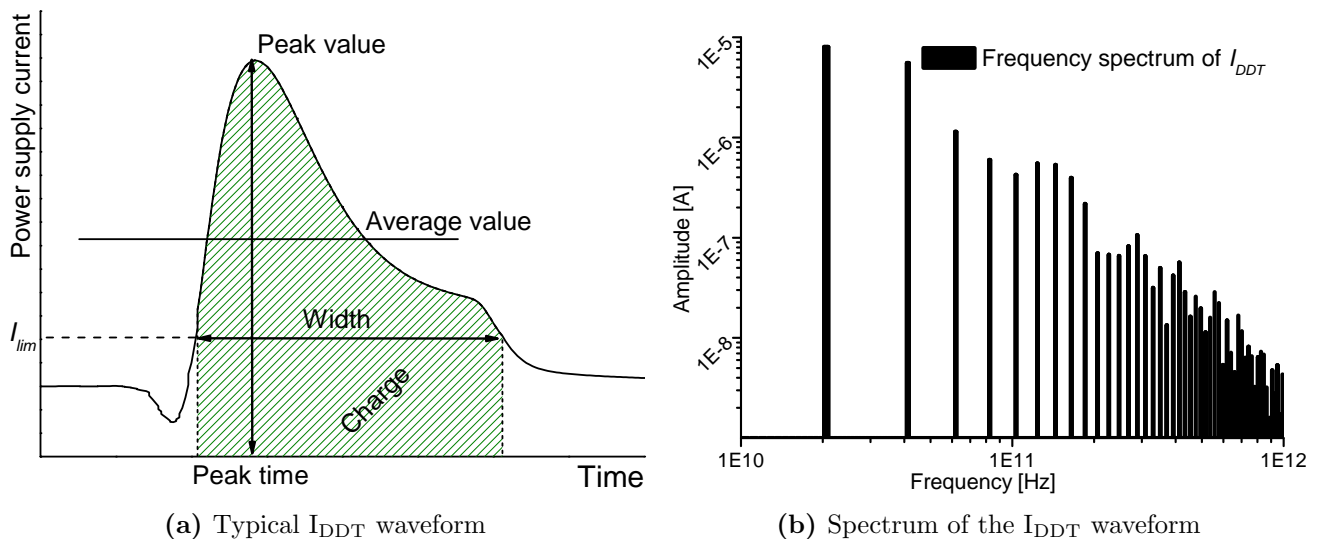 Power supply current
Peak value
Average value
I_lim
Width
Charge
Peak time
Time
(a) Typical I_DDT waveform
Frequency spectrum of I_DDT
1E-5
1E-6
1E-7
1E-8
Amplitude [A]
1E10
1E11
1E12
Frequency [Hz]
(b) Spectrum of the I_DDT waveform